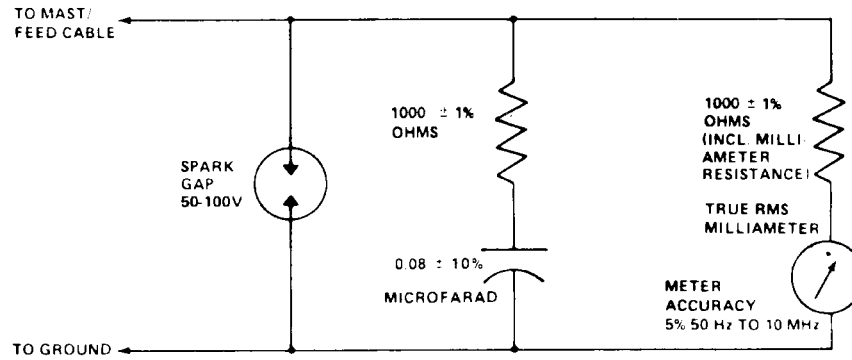 TO MAST/
FEED CABLE
SPARK
GAP
50-100V
1000 ± 1%
OHMS
0.08 ± 10%
MICROFARAD
1000 ± 1%
OHMS
(INCL. MILLI-
AMETER
RESISTANCE)
TRUE RMS
MILLIAMETER
METER
ACCURACY
5% 50 Hz TO 10 MHz
TO GROUND